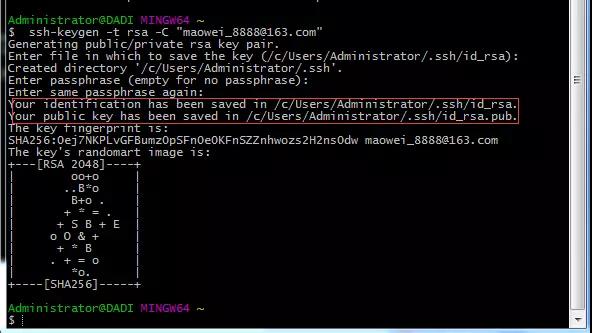 Administrator@DADI MINGW64 ~
$ ssh-keygen -t rsa -C "maowei_8888@163.com"
Generating public/private rsa key pair.
Enter file in which to save the key (/c/Users/Administrator/.ssh/id_rsa):
Created directory '/c/Users/Administrator/.ssh'.
Enter passphrase (empty for no passphrase):
Enter same passphrase again:
Your identification has been saved in /c/Users/Administrator/.ssh/id_rsa.
Your public key has been saved in /c/Users/Administrator/.ssh/id_rsa.pub.
The key fingerprint is:
maowei_8888@163.com
The key's randomart image is:
+---[RSA 2048]----+
|       oo+o      |
|      ..B*o      |
|       B+o .     |
|      + * = .    |
|     + S B + E   |
|    o O & +      |
|     + * B       |
|    . + = o      |
|       *o.       |
+----[SHA256]-----+
Administrator@DADI MINGW64 ~
$